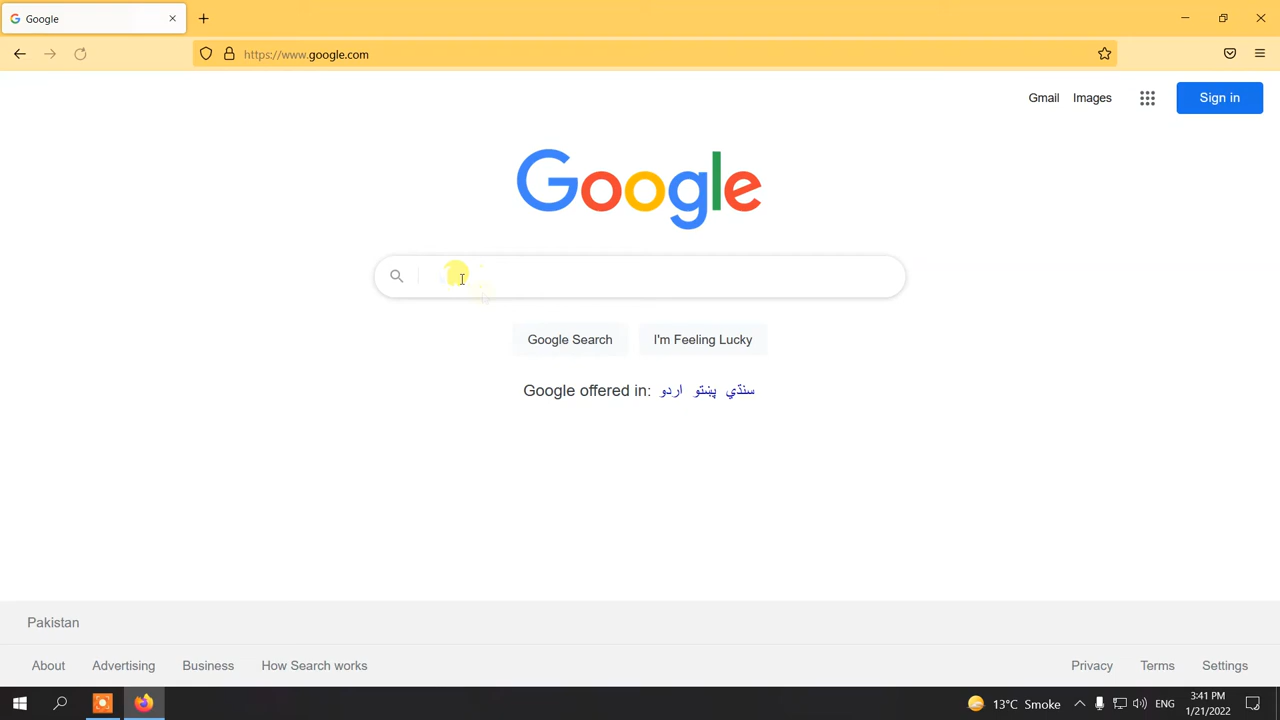 Google
https://www.google.com
Gmail Images Sign in
Google
Google Search I'm Feeling Lucky
Google offered in: اردو پښتو سنڌي
Pakistan
About Advertising Business How Search works Privacy Terms Settings
13°C Smoke ENG 3:41 PM
1/21/2022